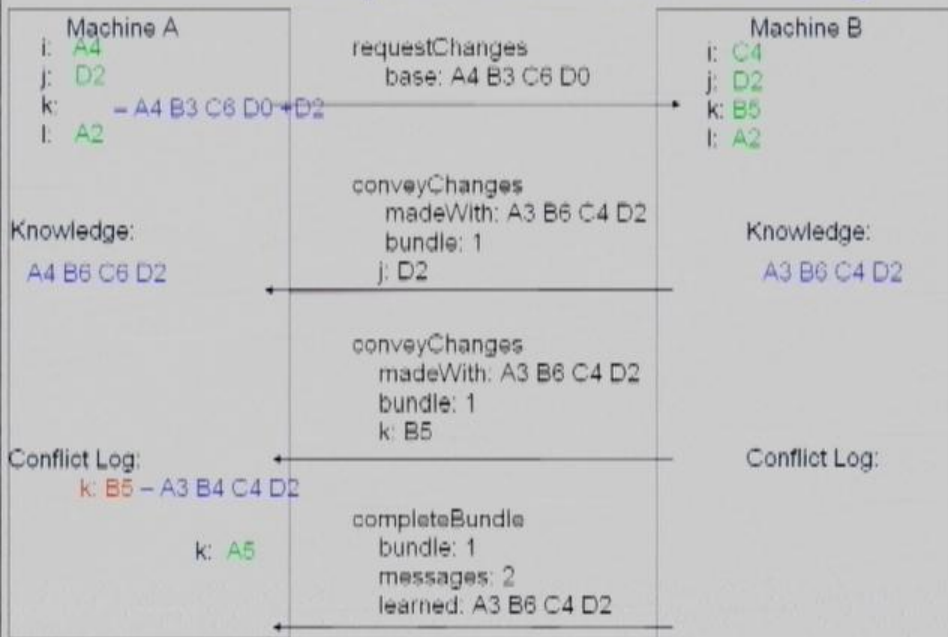 Machine A
i: A4
j: D2
k: – A4 B3 C6 D0 +D2
l: A2
Knowledge:
A4 B6 C6 D2
Conflict Log:
k: B5 – A3 B4 C4 D2
k: A5
requestChanges
base: A4 B3 C6 D0
conveyChanges
madeWith: A3 B6 C4 D2
bundle: 1
j: D2
conveyChanges
madeWith: A3 B6 C4 D2
bundle: 1
k: B5
completeBundle
bundle: 1
messages: 2
learned: A3 B6 C4 D2
Machine B
i: C4
j: D2
k: B5
l: A2
Knowledge:
A3 B6 C4 D2
Conflict Log: